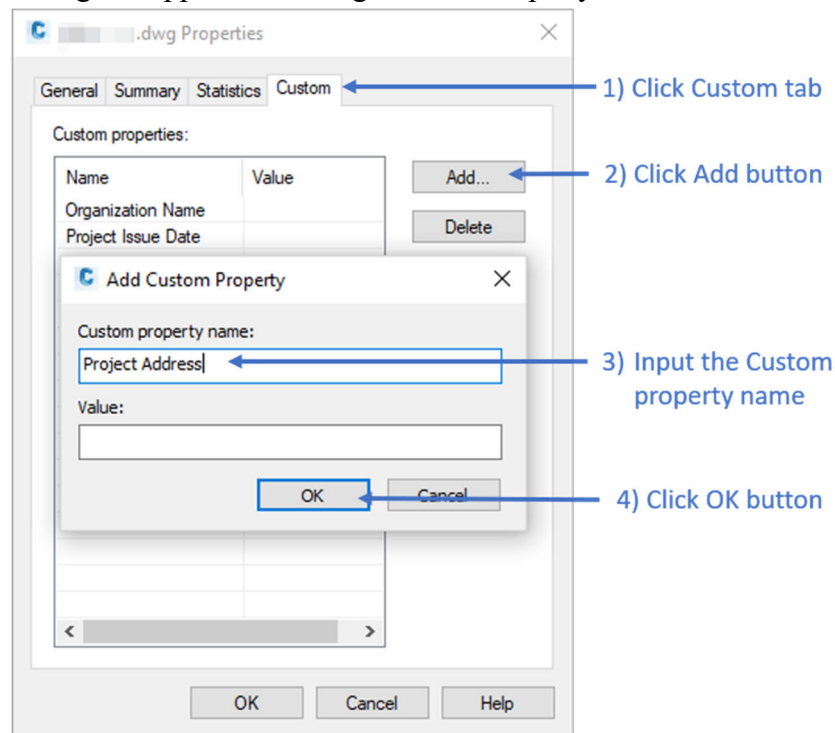 .dwg Properties
General Summary Statistics Custom
1) Click Custom tab
Custom properties:
Name Value
Add...
2) Click Add button
Organization Name
Project Issue Date
Delete
Add Custom Property
Custom property name:
Project Address
3) Input the Custom
property name
Value:
OK Cancel
4) Click OK button
OK Cancel Help